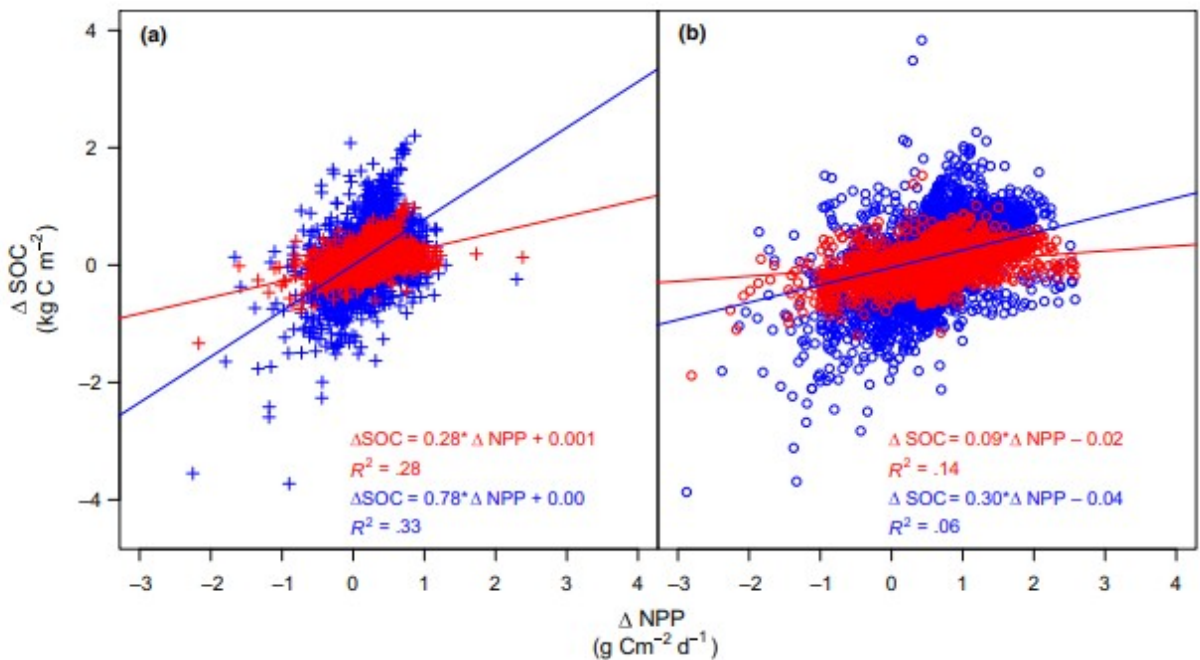 (a)
(b)
4
2
0
−2
−4
Δ SOC
(kg C m⁻²)
ΔSOC = 0.28* Δ NPP + 0.001
R² = .28
ΔSOC = 0.78* Δ NPP + 0.00
R² = .33
Δ SOC = 0.09* Δ NPP − 0.02
R² = .14
Δ SOC = 0.30* Δ NPP − 0.04
R² = .06
−3 −2 −1 0 1 2 3 4
−3 −2 −1 0 1 2 3 4
Δ NPP
(g Cm⁻² d⁻¹)